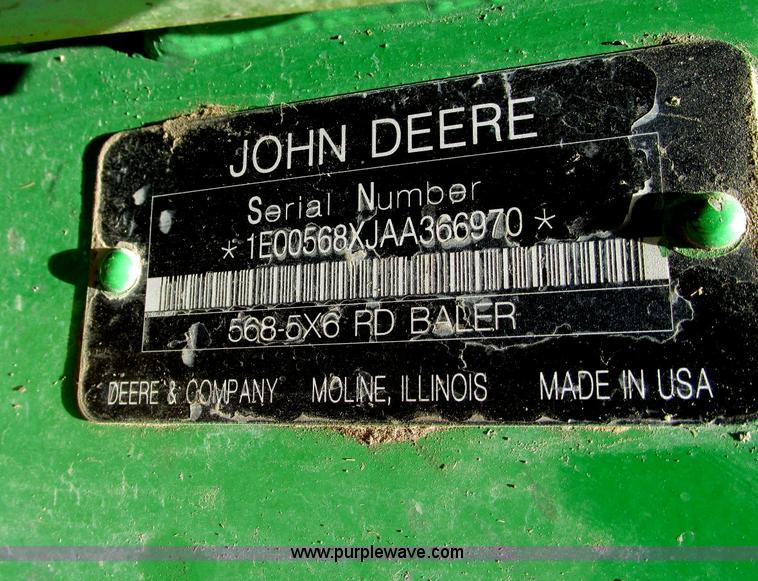 JOHN DEERE
Serial Number
* 1E00568XJAA366970 *
568-5X6 RD BALER
DEERE & COMPANY MOLINE, ILLINOIS MADE IN USA
www.purplewave.com